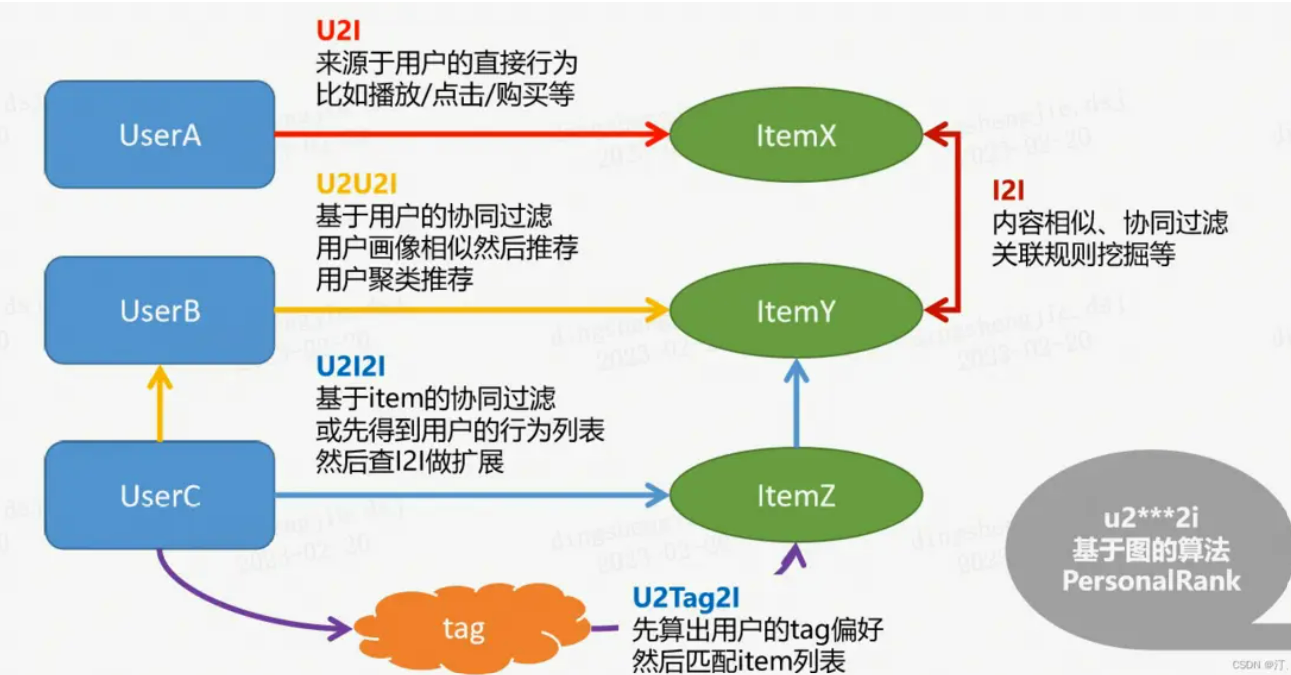 U2I
来源于用户的直接行为
比如播放/点击/购买等
UserA
ItemX
U2U2I
基于用户的协同过滤
用户画像相似然后推荐
用户聚类推荐
I2I
内容相似、协同过滤
关联规则挖掘等
UserB
ItemY
U2I2I
基于item的协同过滤
或先得到用户的行为列表
然后查I2I做扩展
UserC
ItemZ
u2***2i
基于图的算法
PersonalRank
tag
U2Tag2I
先算出用户的tag偏好
然后匹配item列表
CSDN @汀.